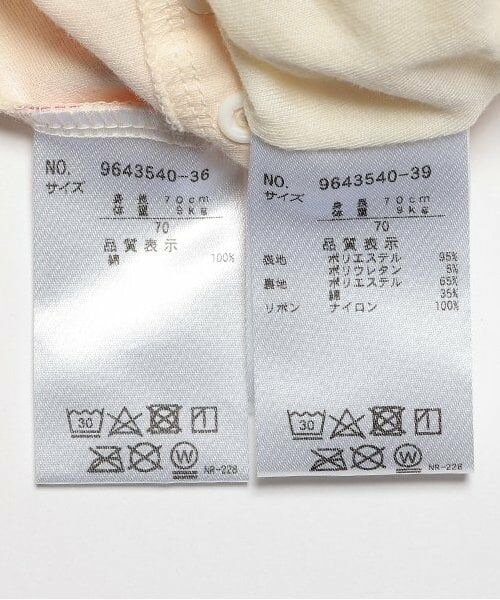 NO. 9643540-36
サイズ
身長 70cm
体重 9kg
70
品質表示
綿 100%
30
W
NR-228
NO. 9643540-39
サイズ
身長 70cm
体重 9kg
70
品質表示
表地 ポリエステル 95%
ポリウレタン 5%
裏地 ポリエステル 65%
綿 35%
リボン ナイロン 100%
30
W
NR-228